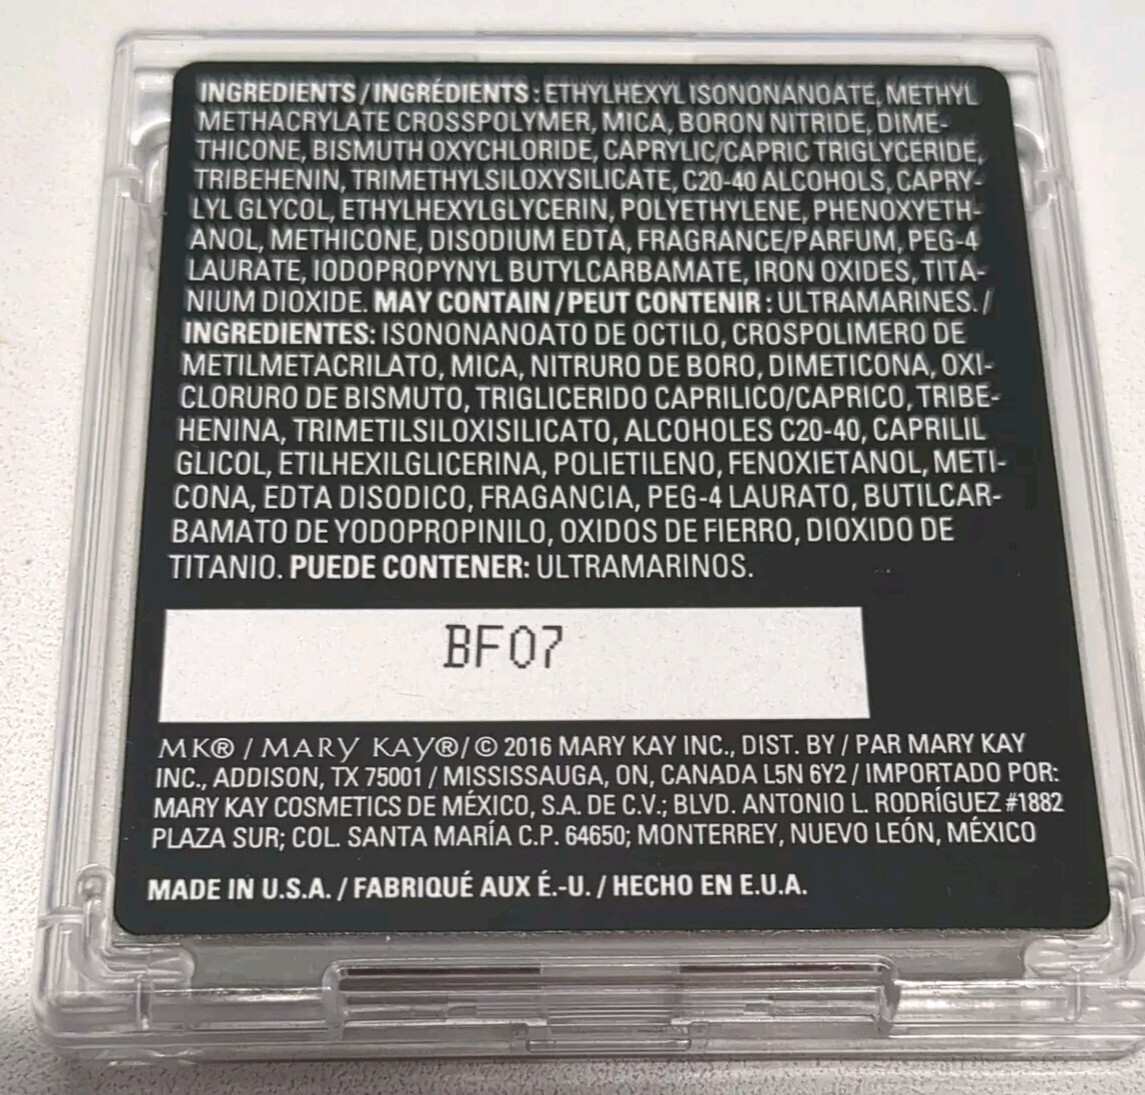 INGREDIENTS / INGRÉDIENTS : ETHYLHEXYL ISONONANOATE, METHYL
METHACRYLATE CROSSPOLYMER, MICA, BORON NITRIDE, DIME-
THICONE, BISMUTH OXYCHLORIDE, CAPRYLIC/CAPRIC TRIGLYCERIDE,
TRIBEHENIN, TRIMETHYLSILOXYSILICATE, C20-40 ALCOHOLS, CAPRY-
LYL GLYCOL, ETHYLHEXYLGLYCERIN, POLYETHYLENE, PHENOXYETH-
ANOL, METHICONE, DISODIUM EDTA, FRAGRANCE/PARFUM, PEG-4
LAURATE, IODOPROPYNYL BUTYLCARBAMATE, IRON OXIDES, TITA-
NIUM DIOXIDE. MAY CONTAIN / PEUT CONTENIR : ULTRAMARINES. /
INGREDIENTES: ISONONANOATO DE OCTILO, CROSPOLIMERO DE
METILMETACRILATO, MICA, NITRURO DE BORO, DIMETICONA, OXI-
CLORURO DE BISMUTO, TRIGLICERIDO CAPRILICO/CAPRICO, TRIBE-
HENINA, TRIMETILSILOXISILICATO, ALCOHOLES C20-40, CAPRILIL
GLICOL, ETILHEXILGLICERINA, POLIETILENO, FENOXIETANOL, METI-
CONA, EDTA DISODICO, FRAGANCIA, PEG-4 LAURATO, BUTILCAR-
BAMATO DE YODOPROPINILO, OXIDOS DE FIERRO, DIOXIDO DE
TITANIO. PUEDE CONTENER: ULTRAMARINOS.
BF07
MK® / MARY KAY® / © 2016 MARY KAY INC., DIST. BY / PAR MARY KAY
INC., ADDISON, TX 75001 / MISSISSAUGA, ON, CANADA L5N 6Y2 / IMPORTADO POR:
MARY KAY COSMETICS DE MÉXICO, S.A. DE C.V.; BLVD. ANTONIO L. RODRÍGUEZ #1882
PLAZA SUR; COL. SANTA MARÍA C.P. 64650; MONTERREY, NUEVO LEÓN, MÉXICO
MADE IN U.S.A. / FABRIQUÉ AUX É.-U. / HECHO EN E.U.A.